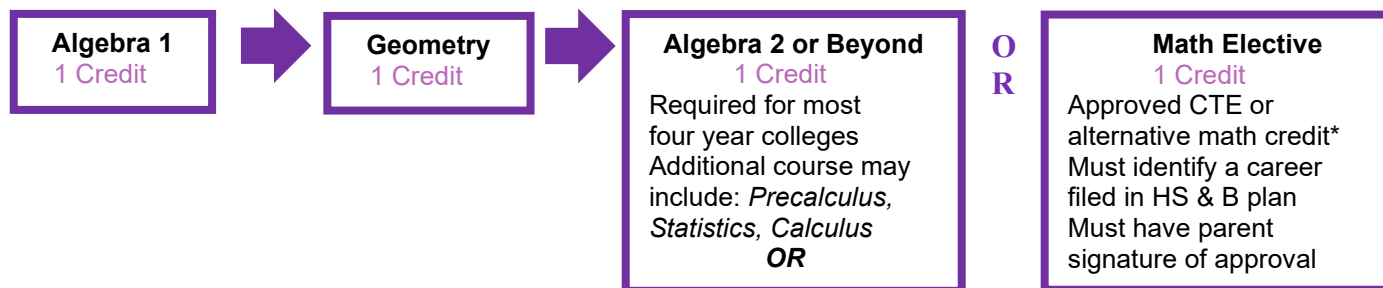 Algebra 1
1 Credit
Geometry
1 Credit
Algebra 2 or Beyond
1 Credit
Required for most
four year colleges
Additional course may
include: Precalculus,
Statistics, Calculus
OR
O
R
Math Elective
1 Credit
Approved CTE or
alternative math credit*
Must identify a career
filed in HS & B plan
Must have parent
signature of approval